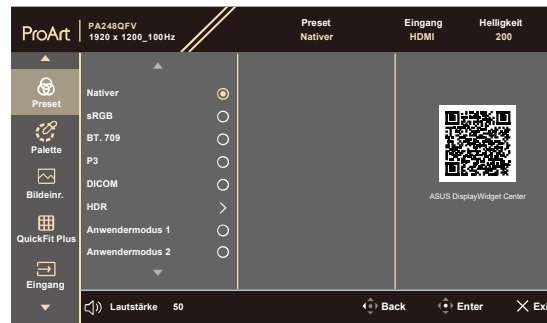 ProArt
PA248QFV
1920 x 1200_100Hz
Preset
Nativer
Eingang
HDMI
Helligkeit
200
Preset
Palette
Bildeinr.
QuickFit Plus
Eingang
Nativer
sRGB
BT. 709
P3
DICOM
HDR
Anwendermodus 1
Anwendermodus 2
ASUS DisplayWidget Center
Lautstärke 50
Back
Enter
Exi